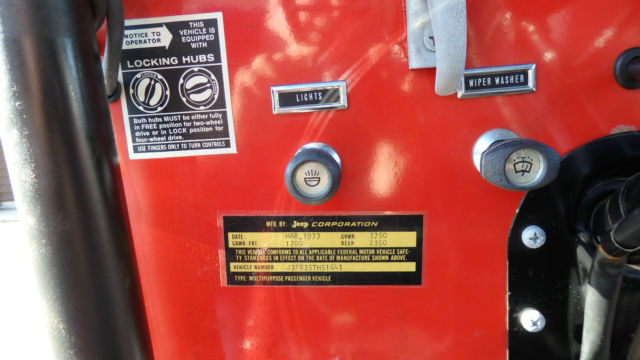 NOTICE TO
OPERATOR
THIS
VEHICLE IS
EQUIPPED
WITH
LOCKING HUBS
Both hubs MUST be either fully
in FREE position for two-wheel
drive or in LOCK position for
four-wheel drive.
USE FINGERS ONLY TO TURN CONTROLS
LIGHTS
WIPER WASHER
MFD. BY: Jeep CORPORATION
DATE MAR. 1973 GVWR 3750
GAWR FRT. 1700 REAR 2350
THIS VEHICLE CONFORMS TO ALL APPLICABLE FEDERAL MOTOR VEHICLE SAFE-
TY STANDARDS IN EFFECT ON THE DATE OF MANUFACTURE SHOWN ABOVE.
VEHICLE NUMBER
TYPE: MULTIPURPOSE PASSENGER VEHICLE